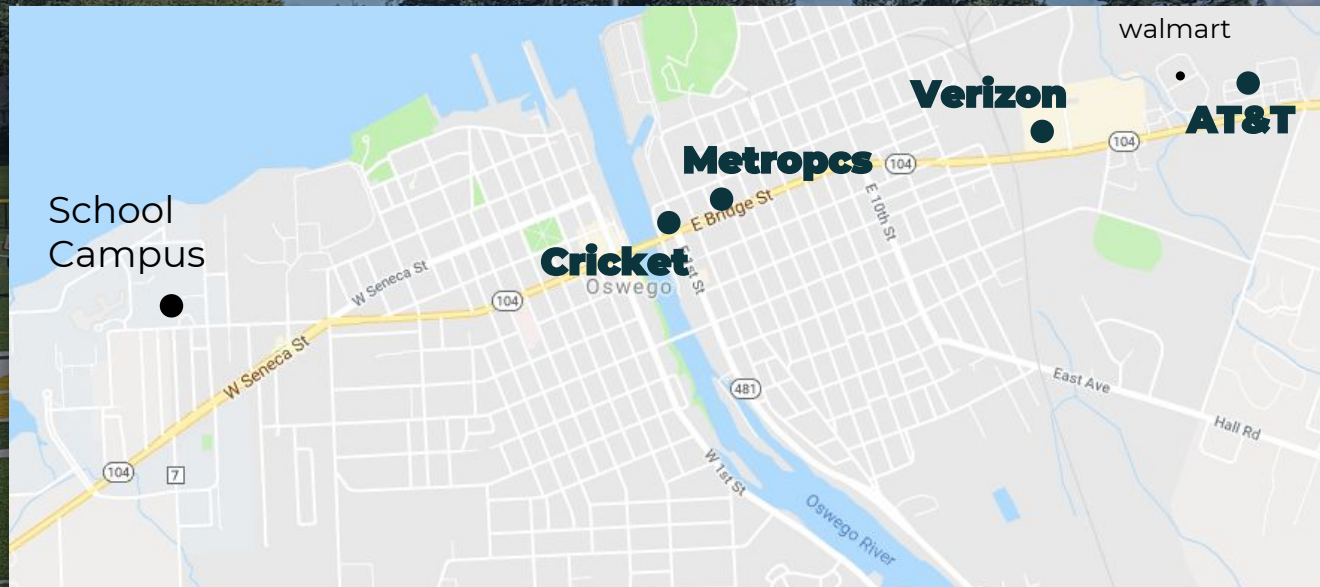 walmart
Verizon
AT&T
104
Metropcs
104
E 10th St
School
Campus
E Bridge St
Cricket
E 1st St
Oswego
W Seneca St
104
W Seneca St
481
East Ave
Hall Rd
104
7
W 1st St
Oswego River